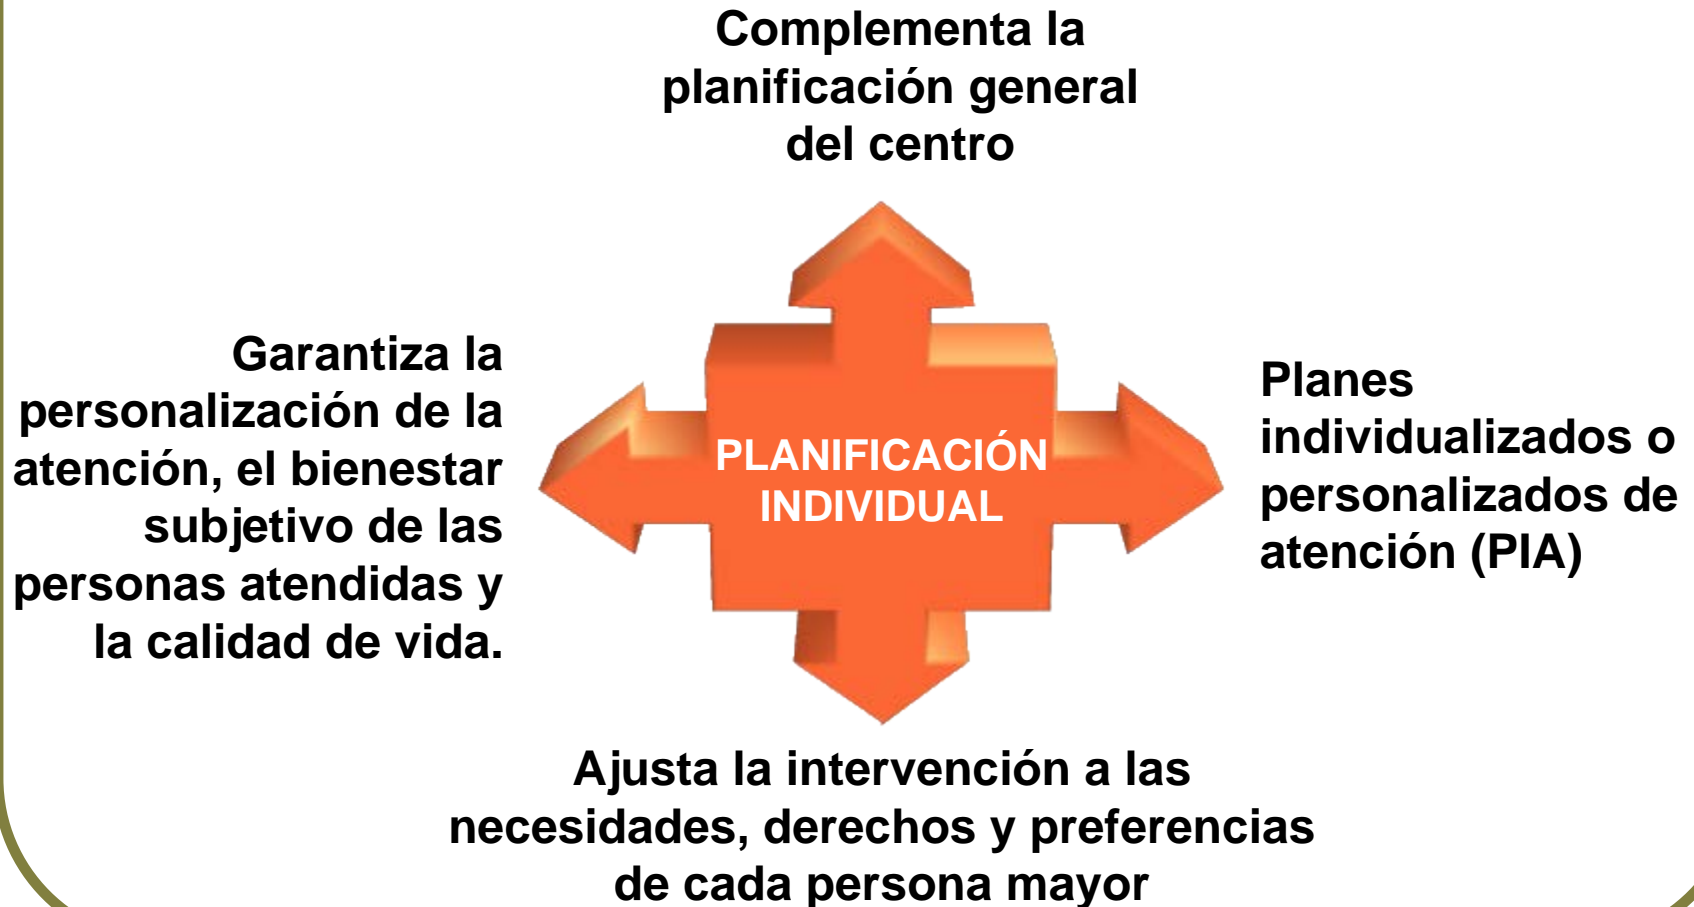 Complementa la
planificación general
del centro
Garantiza la
personalización de la
atención, el bienestar
subjetivo de las
personas atendidas y
la calidad de vida.
PLANIFICACIÓN
INDIVIDUAL
Planes
individualizados o
personalizados de
atención (PIA)
Ajusta la intervención a las
necesidades, derechos y preferencias
de cada persona mayor